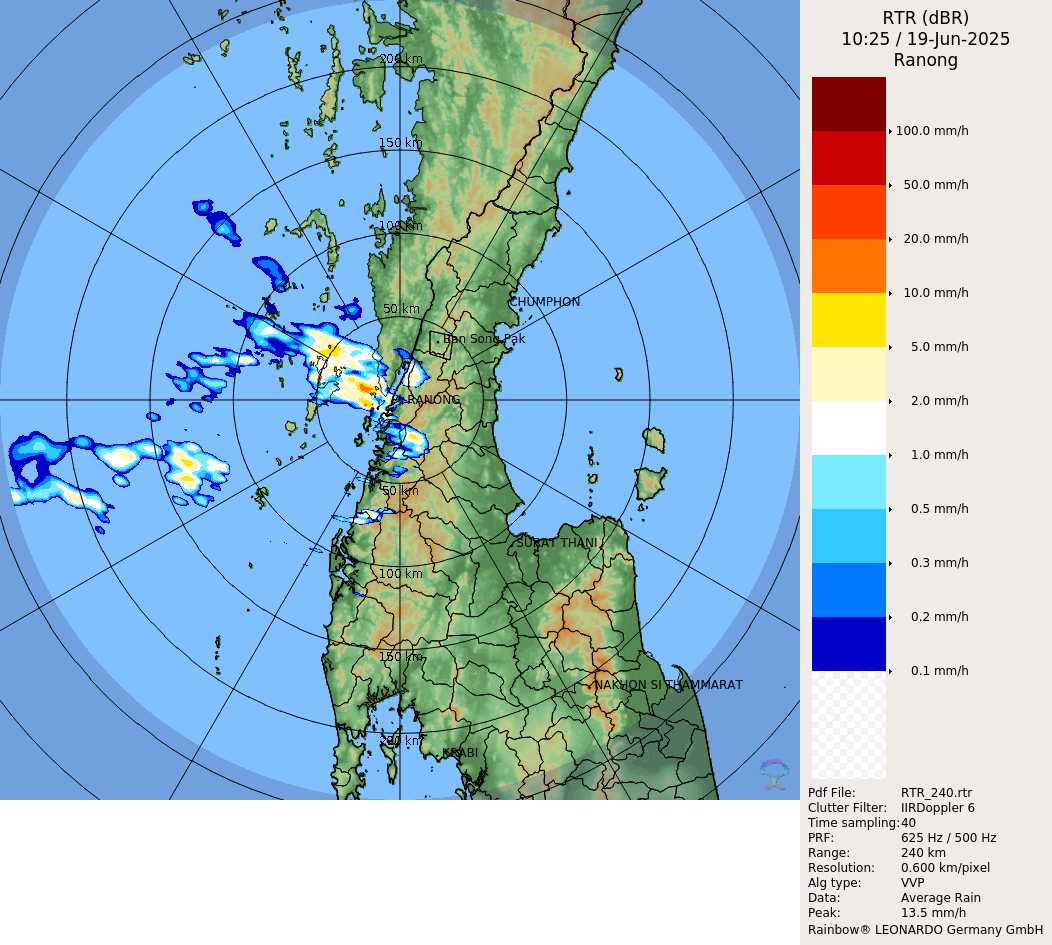 RTR (dBR)
10:25 / 19-Jun-2025
Ranong
200 km
150 km
100 km
50 km
CHUMPHON
Ban Song Pak
RANONG
50 km
SURAT THANI
100 km
150 km
NAKHON SI THAMMARAT
200 km
KRABI
100.0 mm/h
50.0 mm/h
20.0 mm/h
10.0 mm/h
5.0 mm/h
2.0 mm/h
1.0 mm/h
0.5 mm/h
0.3 mm/h
0.2 mm/h
0.1 mm/h
Pdf File: RTR_240.rtr
Clutter Filter: IIRDoppler 6
Time sampling:40
PRF: 625 Hz / 500 Hz
Range: 240 km
Resolution: 0.600 km/pixel
Alg type: VVP
Data: Average Rain
Peak: 13.5 mm/h
Rainbow® LEONARDO Germany GmbH